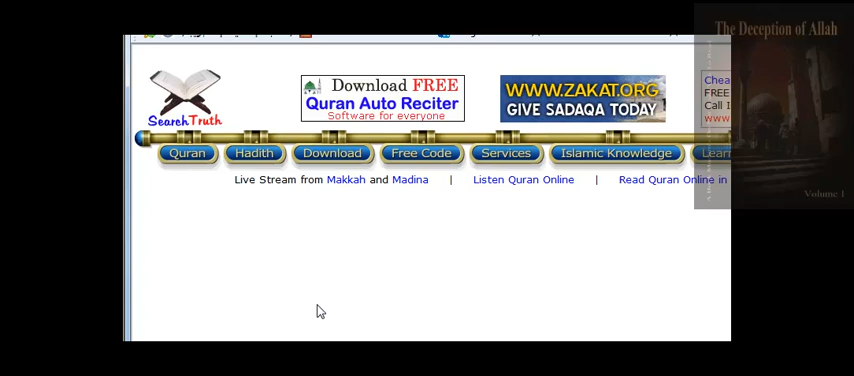 The Deception of Allah
Download FREE
Quran Auto Reciter
Software for everyone
WWW.ZAKAT.ORG
GIVE SADAQA TODAY
Chea
FREE
Call I
www
SearchTruth
Quran
Hadith
Download
Free Code
Services
Islamic Knowledge
Learn
Live Stream from Makkah and Madina | Listen Quran Online | Read Quran Online in
Volume 1